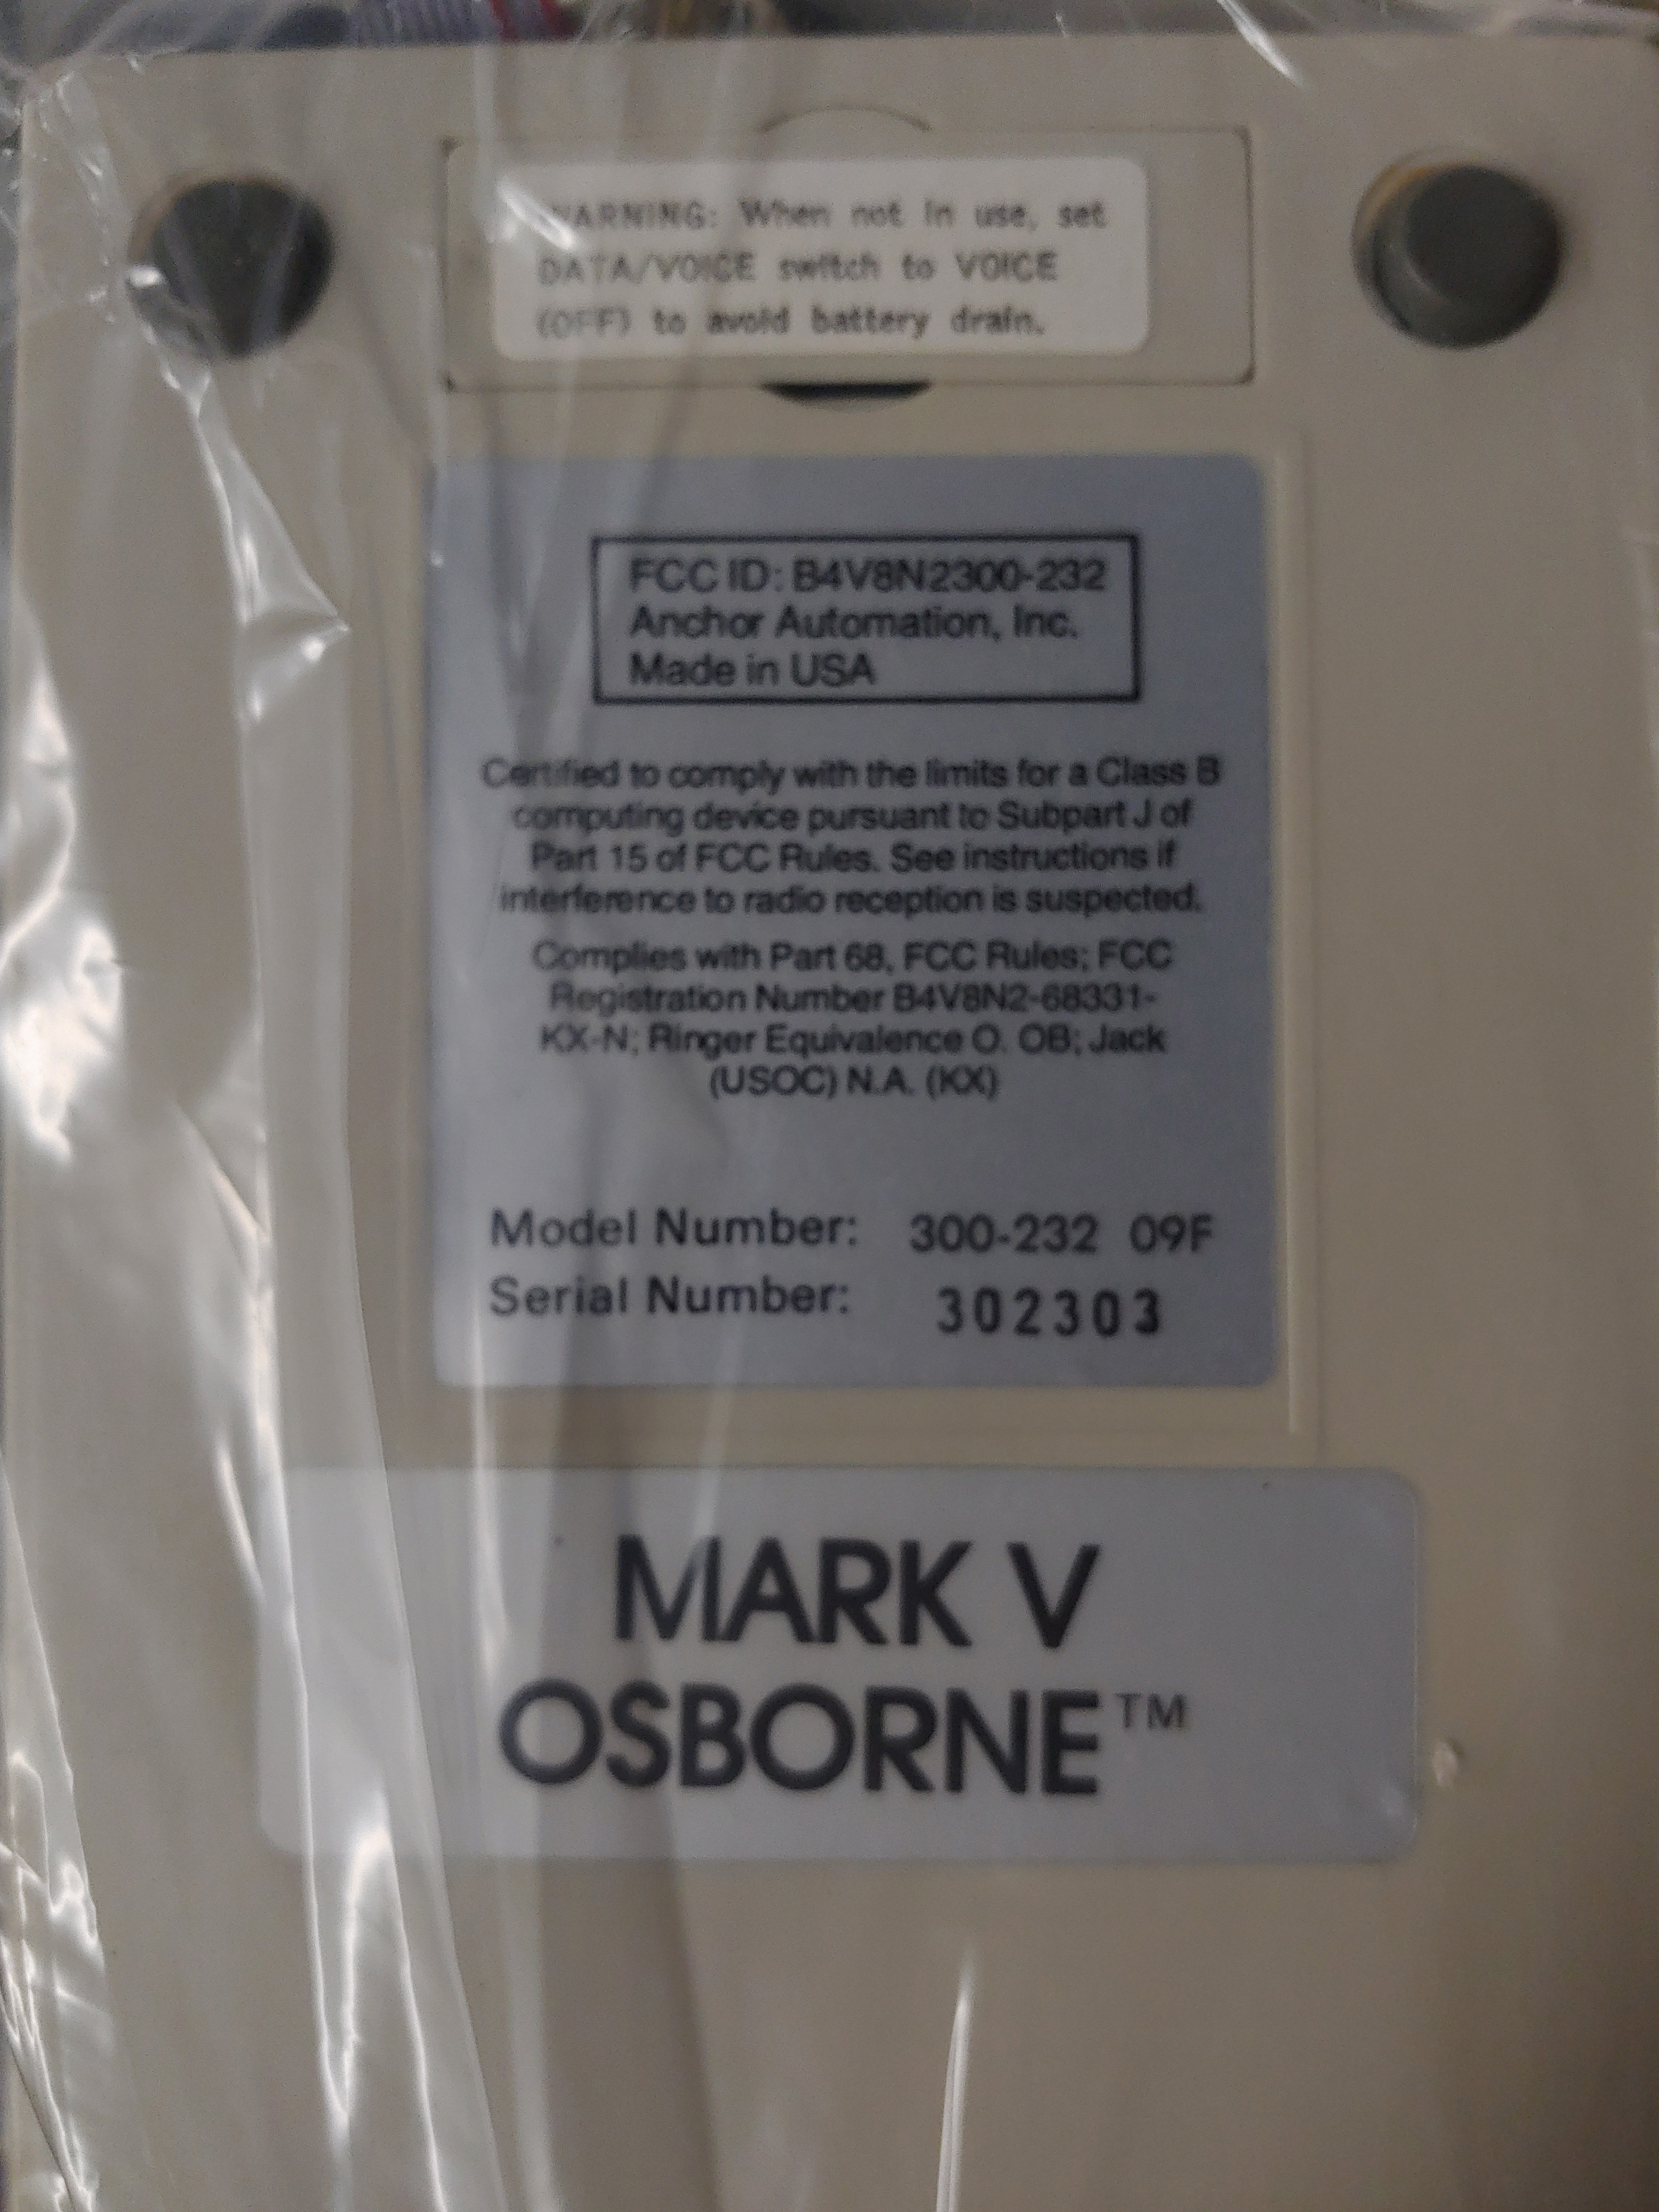 WARNING: When not in use, set
DATA/VOICE switch to VOICE
(OFF) to avoid battery drain.
FCC ID: B4V8N2300-232
Anchor Automation, Inc.
Made in USA
Certified to comply with the limits for a Class B
computing device pursuant to Subpart J of
Part 15 of FCC Rules. See instructions if
interference to radio reception is suspected.
Complies with Part 68, FCC Rules; FCC
Registration Number B4V8N2-68331-
KX-N; Ringer Equivalence O. OB; Jack
(USOC) N.A. (KX)
Model Number: 300-232 09F
Serial Number: 302303
MARK V
OSBORNE™